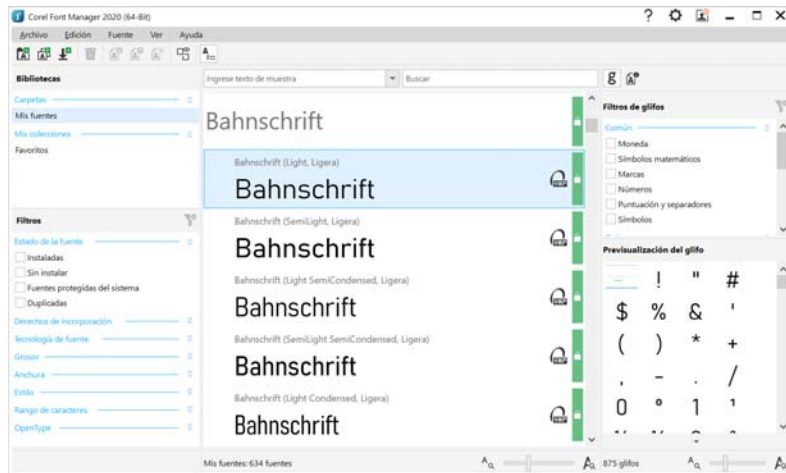 Corel Font Manager 2020 (64-Bit)
Archivo Edición Fuente Ver Ayuda
Bibliotecas
Carpetas
Mis fuentes
Mis colecciones
Favoritos
Filtros
Estado de la fuente
Instaladas
Sin instalar
Fuentes protegidas del sistema
Duplicadas
Derechos de incorporación
Tecnología de fuente
Grosor
Anchura
Estilo
Rango de caracteres
OpenType
Ingrese texto de muestra
Buscar
Bahnschrift
Bahnschrift (Light, Ligera)
Bahnschrift
Bahnschrift (SemiLight, Ligera)
Bahnschrift
Bahnschrift (Light SemiCondensed, Ligera)
Bahnschrift
Bahnschrift (SemiLight SemiCondensed, Ligera)
Bahnschrift
Bahnschrift (Light Condensed, Ligera)
Bahnschrift
Mis fuentes: 634 fuentes
Filtros de glifos
Común
Moneda
Símbolos matemáticos
Marcas
Números
Puntuación y separadores
Símbolos
Previsualización del glifo
! " #
$ % & '
( ) * +
, - . /
0 ° 1 ¹
875 glifos